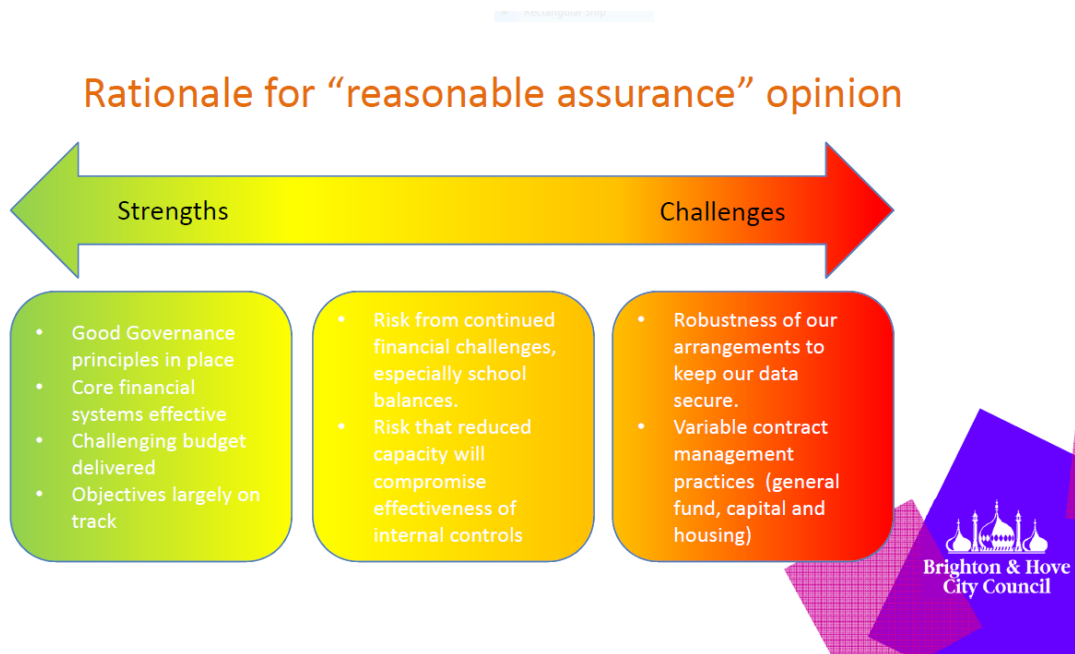 Rectangular Snip
Rationale for “reasonable assurance” opinion
Strengths
Challenges
• Good Governance
principles in place
• Core financial
systems effective
• Challenging budget
delivered
• Objectives largely on
track
• Risk from continued
financial challenges,
especially school
balances.
• Risk that reduced
capacity will
compromise
effectiveness of
internal controls
• Robustness of our
arrangements to
keep our data
secure.
• Variable contract
management
practices (general
fund, capital and
housing)
Brighton & Hove
City Council